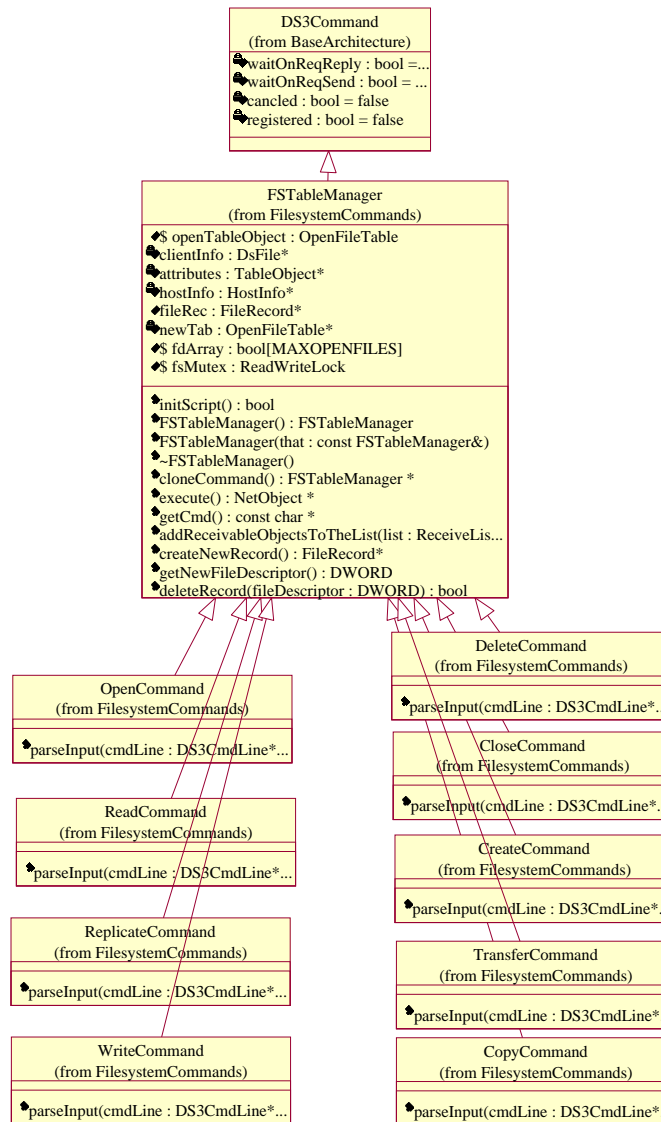 DS3Command
(from BaseArchitecture)
waitOnReqReply : bool =...
waitOnReqSend : bool = ...
cancled : bool = false
registered : bool = false
FSTableManager
(from FilesystemCommands)
$ openTableObject : OpenFileTable
clientInfo : DsFile*
attributes : TableObject*
hostInfo : HostInfo*
fileRec : FileRecord*
newTab : OpenFileTable*
$ fdArray : bool[MAXOPENFILES]
$ fsMutex : ReadWriteLock
initScript() : bool
FSTableManager() : FSTableManager
FSTableManager(that : const FSTableManager&)
~FSTableManager()
cloneCommand() : FSTableManager *
execute() : NetObject *
getCmd() : const char *
addReceivableObjectsToTheList(list : ReceiveLis...
createNewRecord() : FileRecord*
getNewFileDescriptor() : DWORD
deleteRecord(fileDescriptor : DWORD) : bool
OpenCommand
(from FilesystemCommands)
parseInput(cmdLine : DS3CmdLine*...
ReadCommand
(from FilesystemCommands)
parseInput(cmdLine : DS3CmdLine*...
ReplicateCommand
(from FilesystemCommands)
parseInput(cmdLine : DS3CmdLine*...
WriteCommand
(from FilesystemCommands)
parseInput(cmdLine : DS3CmdLine*...
DeleteCommand
(from FilesystemCommands)
parseInput(cmdLine : DS3CmdLine*..
CloseCommand
(from FilesystemCommands)
parseInput(cmdLine : DS3CmdLine*.
CreateCommand
(from FilesystemCommands)
parseInput(cmdLine : DS3CmdLine*.
TransferCommand
(from FilesystemCommands)
parseInput(cmdLine : DS3CmdLine*
CopyCommand
(from FilesystemCommands)
parseInput(cmdLine : DS3CmdLine*